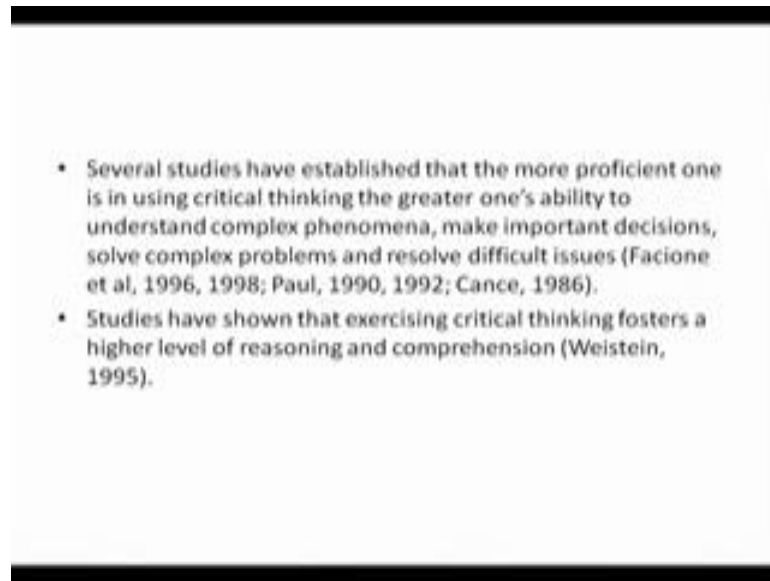 • Several studies have established that the more proficient one
is in using critical thinking the greater one's ability to
understand complex phenomena, make important decisions,
solve complex problems and resolve difficult issues (Facione
et al, 1996, 1998; Paul, 1990, 1992; Cance, 1986).
• Studies have shown that exercising critical thinking fosters a
higher level of reasoning and comprehension (Weistein,
1995).